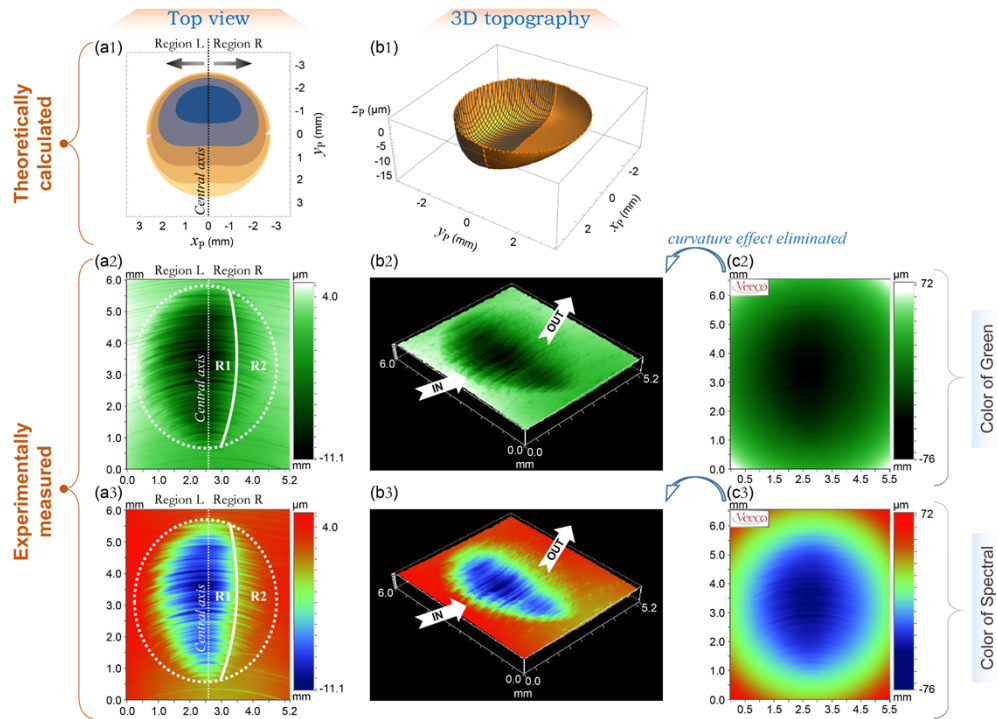 Top view
3D topography
Theoretically calculated
(a1)
Region L
Region R
Central axis
-3
-2
-1
0
1
2
3
y_P (mm)
3 2 1 0 -1 -2 -3
x_P (mm)
(b1)
z_P (μm)
0
-5
-10
-15
-2
0
2
y_P (mm)
-2
0
2
x_P (mm)
curvature effect eliminated
Experimentally measured
(a2)
mm
Region L
Region R
μm
6.0
5.0
4.0
3.0
2.0
1.0
0.0
Central axis
R1
R2
4.0
-11.1
0.0 1.0 2.0 3.0 4.0 5.2
mm
(b2)
6.0
IN
OUT
5.2
0.0
0.0
mm
(c2)
mm
Veeco
μm
6.0
5.0
4.0
3.0
2.0
1.0
0.0
72
-76
0.5 1.5 2.5 3.5 4.5 5.5
mm
Color of Green
(a3)
mm
Region L
Region R
μm
6.0
5.0
4.0
3.0
2.0
1.0
0.0
Central axis
R1
R2
4.0
-11.1
0.0 1.0 2.0 3.0 4.0 5.2
mm
(b3)
6.0
IN
OUT
5.2
0.0
0.0
mm
(c3)
mm
Veeco
μm
6.0
5.0
4.0
3.0
2.0
1.0
0.0
72
-76
0.5 1.5 2.5 3.5 4.5 5.5
mm
Color of Spectral